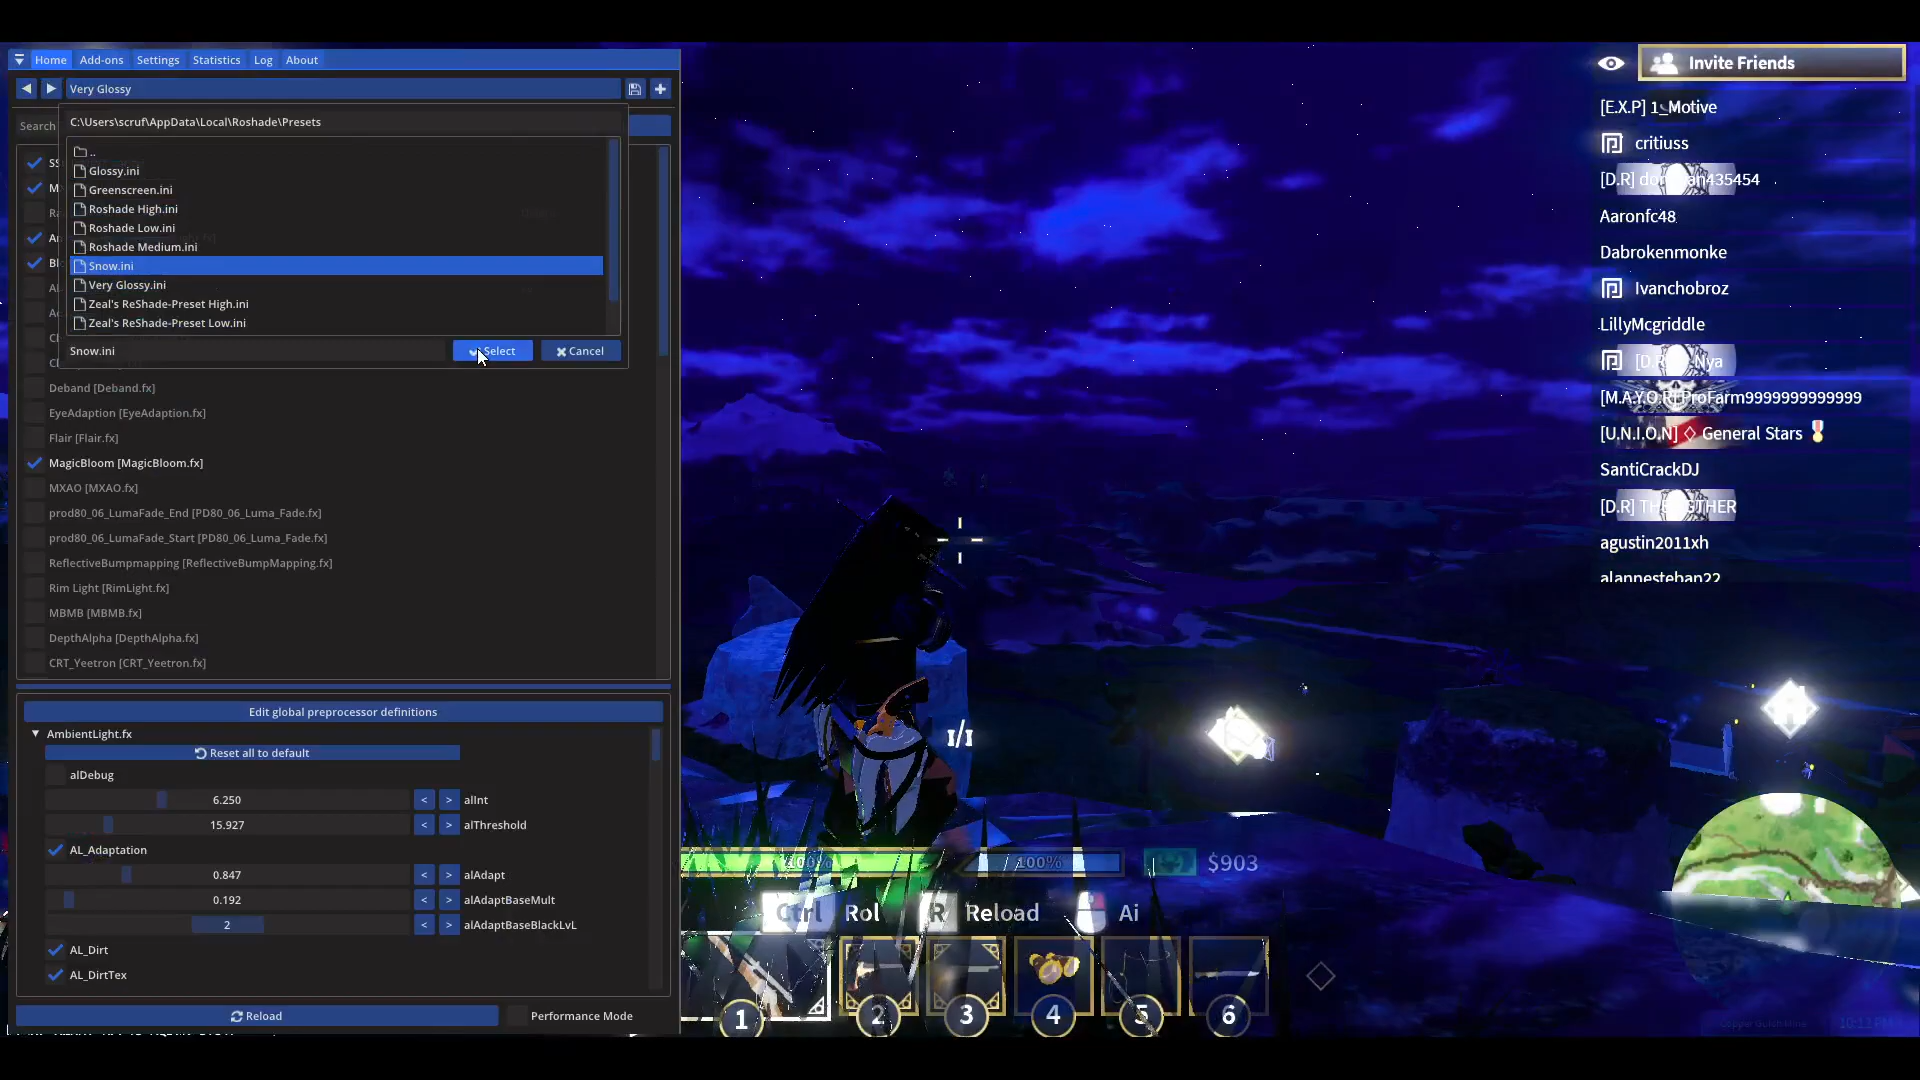 Home Add-ons Settings Statistics Log About
Very Glossy
C:\Users\scruf\AppData\Local\Roshade\Presets
Search
..
Glossy.ini
Greenscreen.ini
Roshade High.ini
Roshade Low.ini
Roshade Medium.ini
Snow.ini
Very Glossy.ini
Zeal's ReShade-Preset High.ini
Zeal's ReShade-Preset Low.ini
Snow.ini Select Cancel
Deband [Deband.fx]
EyeAdaption [EyeAdaption.fx]
Flair [Flair.fx]
MagicBloom [MagicBloom.fx]
MXAO [MXAO.fx]
prod80_06_LumaFade_End [PD80_06_Luma_Fade.fx]
prod80_06_LumaFade_Start [PD80_06_Luma_Fade.fx]
ReflectiveBumpmapping [ReflectiveBumpMapping.fx]
Rim Light [RimLight.fx]
MBMB [MBMB.fx]
DepthAlpha [DepthAlpha.fx]
CRT_Yeetron [CRT_Yeetron.fx]
Edit global preprocessor definitions
AmbientLight.fx
Reset all to default
alDebug
6.250 < > alInt
15.927 < > alThreshold
AL_Adaptation
0.847 < > alAdapt
0.192 < > alAdaptBaseMult
2 < > alAdaptBaseBlackLvL
AL_Dirt
AL_DirtTex
Reload Performance Mode
Invite Friends
[E.X.P] 1_Motive
critiuss
[D.R]
Aaronfc48
Dabrokenmonke
Ivanchobroz
LillyMcgriddle
[M.A.Y.O.R] ProFarm9999999999999
[U.N.I.O.N] ♢ General Stars 🎖
SantiCrackDJ
[D.R]
agustin2011xh
alannesteban22
1/1
100% 100% $903
Ctrl Rol R Reload Ai
1 2 3 4 5 6